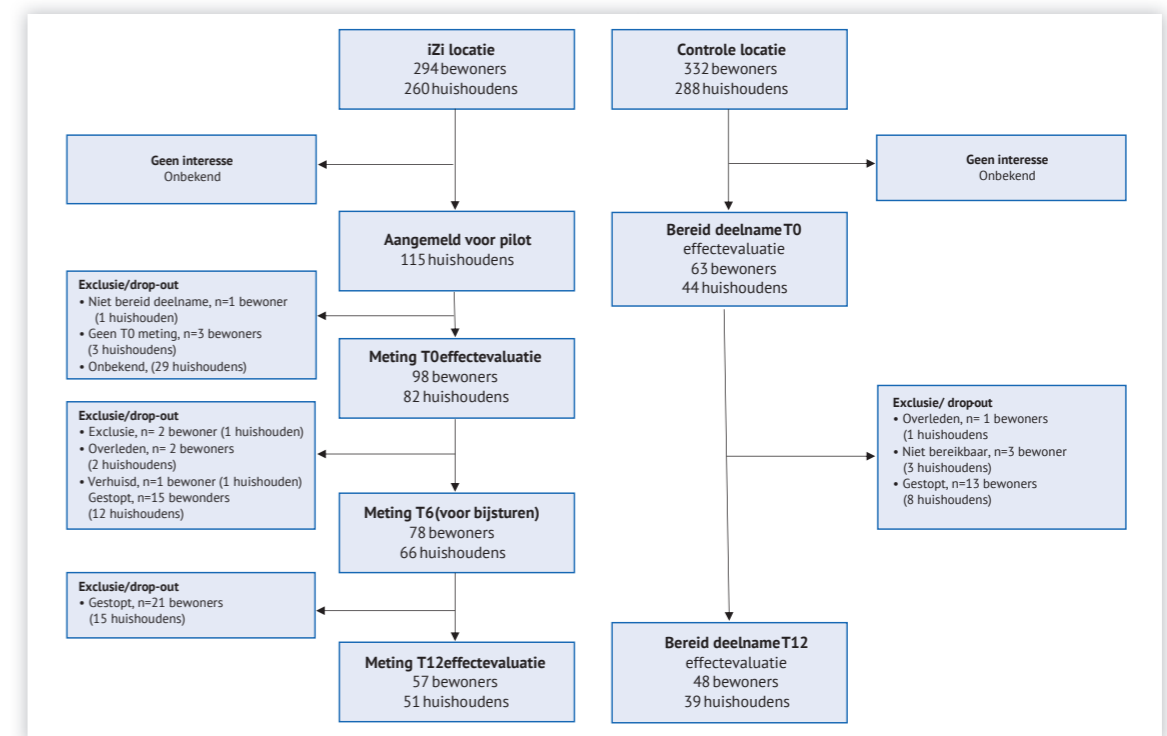 iZi locatie
294 bewoners
260 huishoudens
Controle locatie
332 bewoners
288 huishoudens
Geen interesse
Onbekend
Geen interesse
Onbekend
Aangemeld voor pilot
115 huishoudens
Bereid deelname T0
effectevaluatie
63 bewoners
44 huishoudens
Exclusie/drop-out
• Niet bereid deelname, n=1 bewoner
(1 huishouden)
• Geen T0 meting, n=3 bewoners
(3 huishoudens)
• Onbekend, (29 huishoudens)
Meting T0 effectevaluatie
98 bewoners
82 huishoudens
Exclusie/drop-out
• Exclusie, n= 2 bewoner (1 huishouden)
• Overleden, n= 2 bewoners
(2 huishoudens)
• Verhuisd, n=1 bewoner (1 huishouden)
Gestopt, n=15 bewonders
(12 huishoudens)
Exclusie/ drop-out
• Overleden, n= 1 bewoners
(1 huishoudens
• Niet bereikbaar, n=3 bewoner
(3 huishoudens)
• Gestopt, n=13 bewoners
(8 huishoudens)
Meting T6 (voor bijsturen)
78 bewoners
66 huishoudens
Exclusie/drop-out
• Gestopt, n=21 bewoners
(15 huishoudens)
Meting T12 effectevaluatie
57 bewoners
51 huishoudens
Bereid deelname T12
effectevaluatie
48 bewoners
39 huishoudens